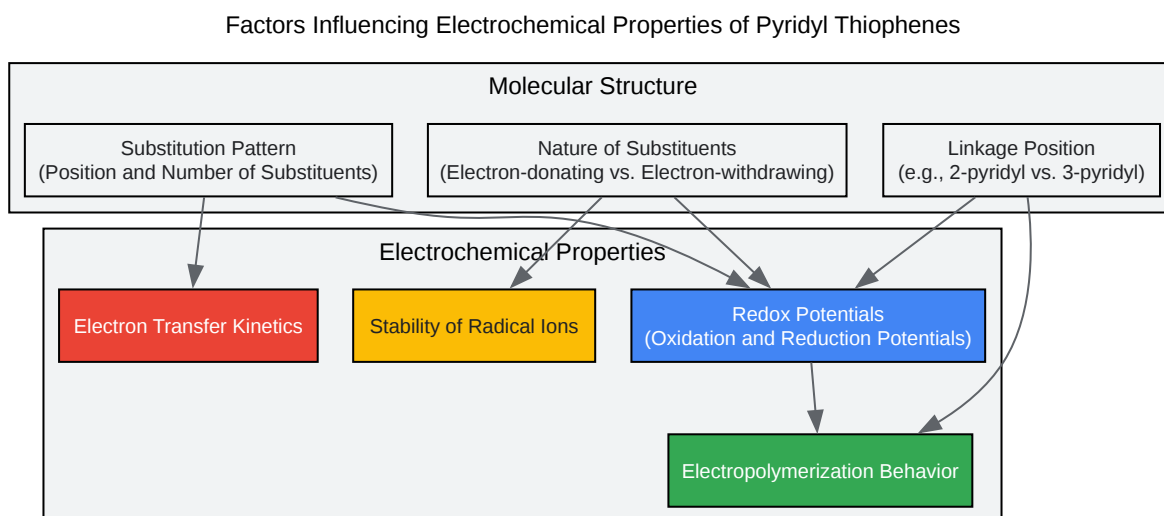 Factors Influencing Electrochemical Properties of Pyridyl Thiophenes
Molecular Structure
Substitution Pattern
(Position and Number of Substituents)
Nature of Substituents
(Electron-donating vs. Electron-withdrawing)
Linkage Position
(e.g., 2-pyridyl vs. 3-pyridyl)
Electrochemical Properties
Electron Transfer Kinetics
Stability of Radical Ions
Redox Potentials
(Oxidation and Reduction Potentials)
Electropolymerization Behavior